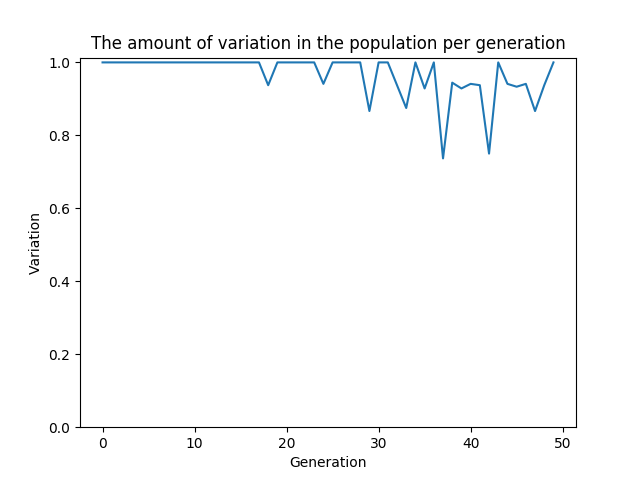 The amount of variation in the population per generation
1.0
0.8
0.6
0.4
0.2
0.0
Variation
0 10 20 30 40 50
Generation